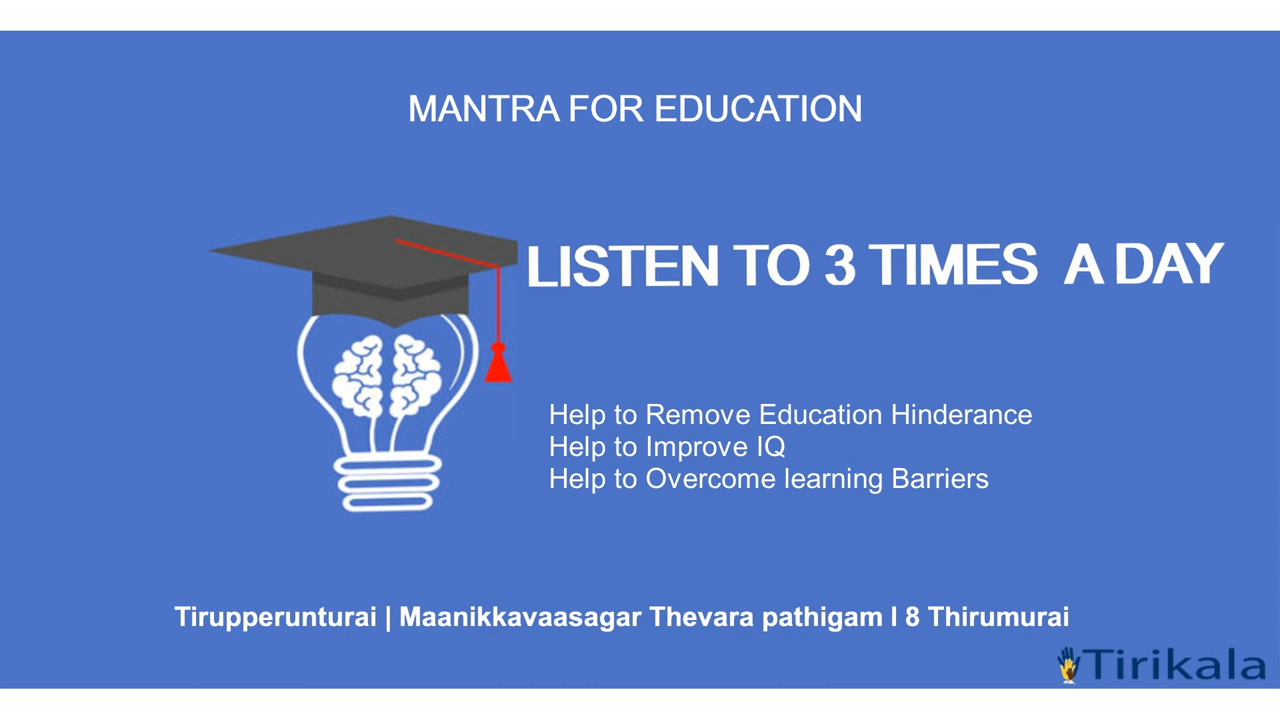 MANTRA FOR EDUCATION
LISTEN TO 3 TIMES A DAY
Help to Remove Education Hinderance
Help to Improve IQ
Help to Overcome learning Barriers
Tirupperunturai | Maanikkavaasagar Thevara pathigam I 8 Thirumurai
Tirikala